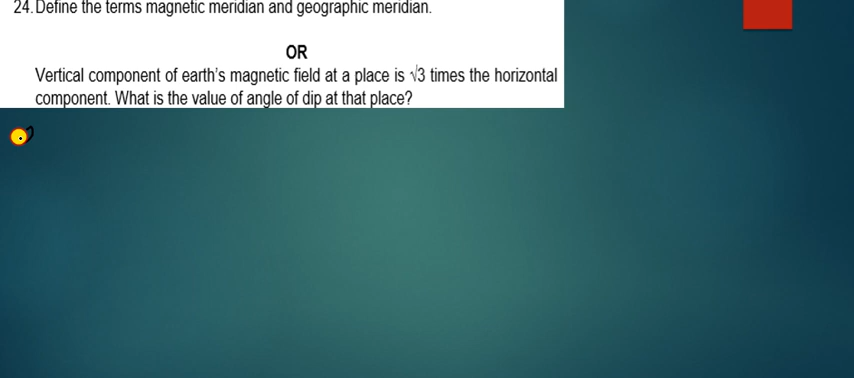 24. Define the terms magnetic meridian and geographic meridian.
OR
Vertical component of earth's magnetic field at a place is √3 times the horizontal
component. What is the value of angle of dip at that place?